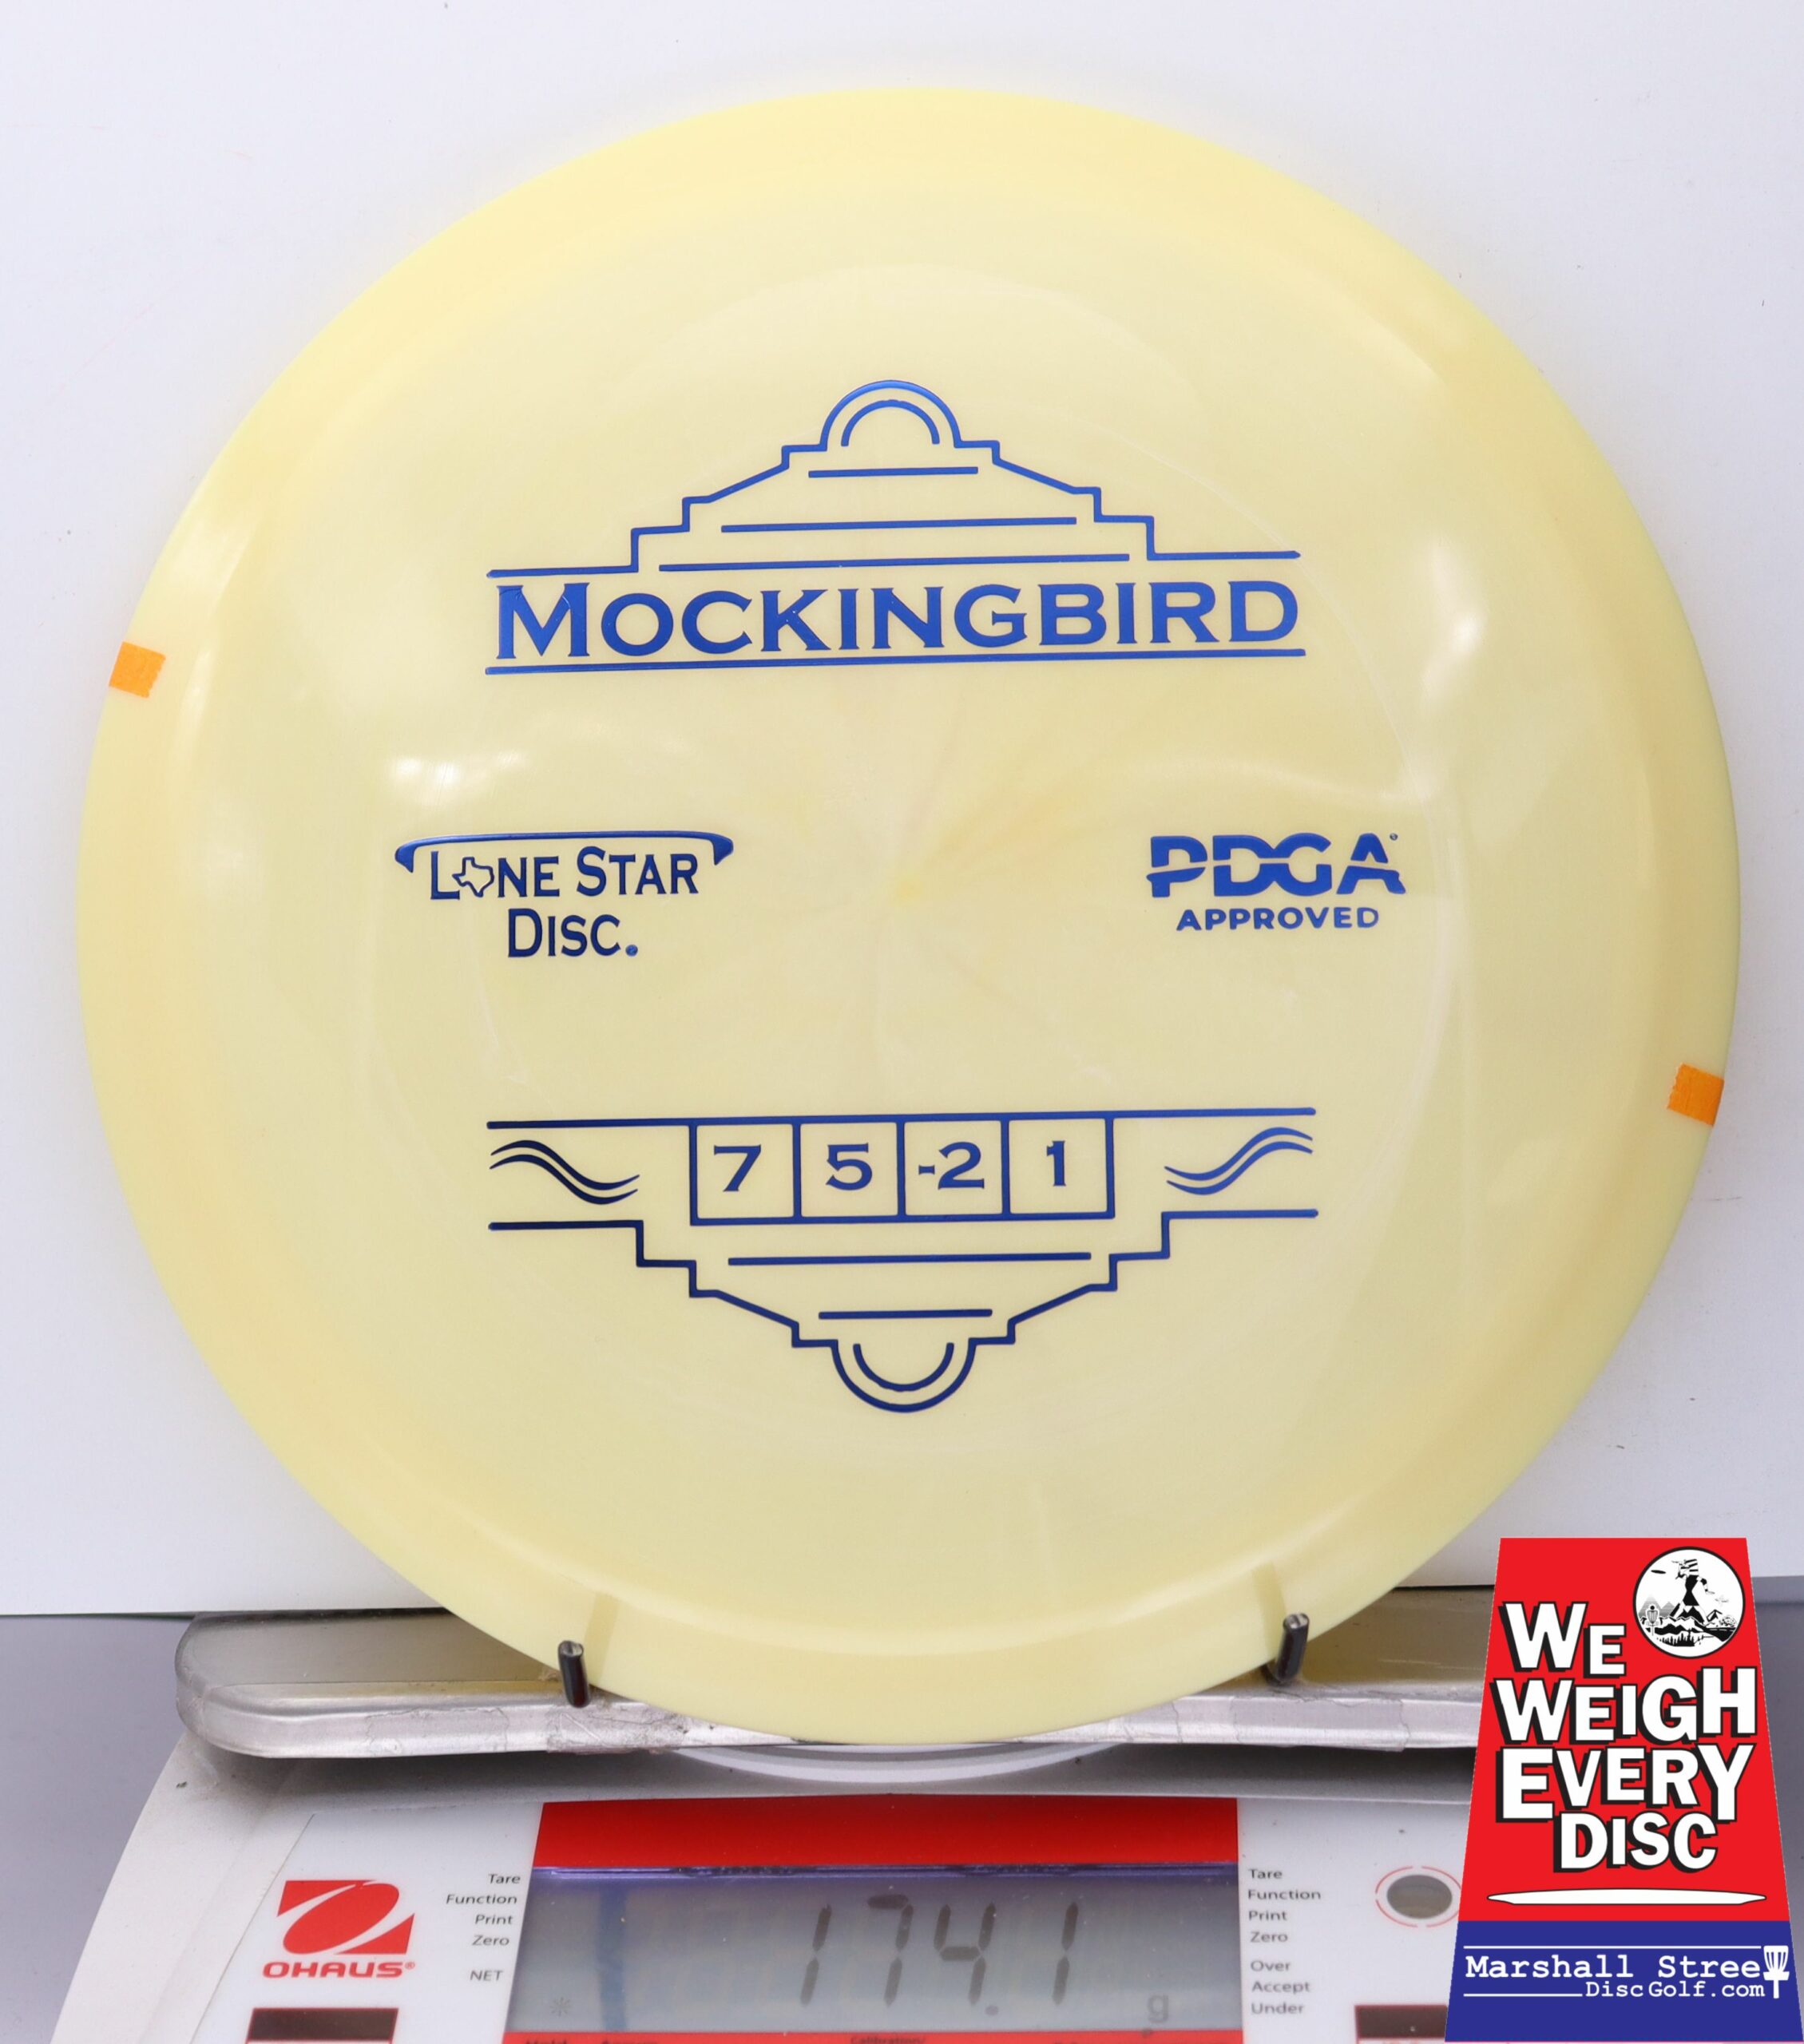 MOCKINGBIRD
LONE STAR
DISC.
PDGA
APPROVED
7 5 -2 1
WE
WEIGH
EVERY
DISC
Marshall Street
DiscGolf.com
OHAUS®
Tare
Function
Print
Zero
NET
174.1
g
Tare
Function
Print
Zero
Over
Accept
Under